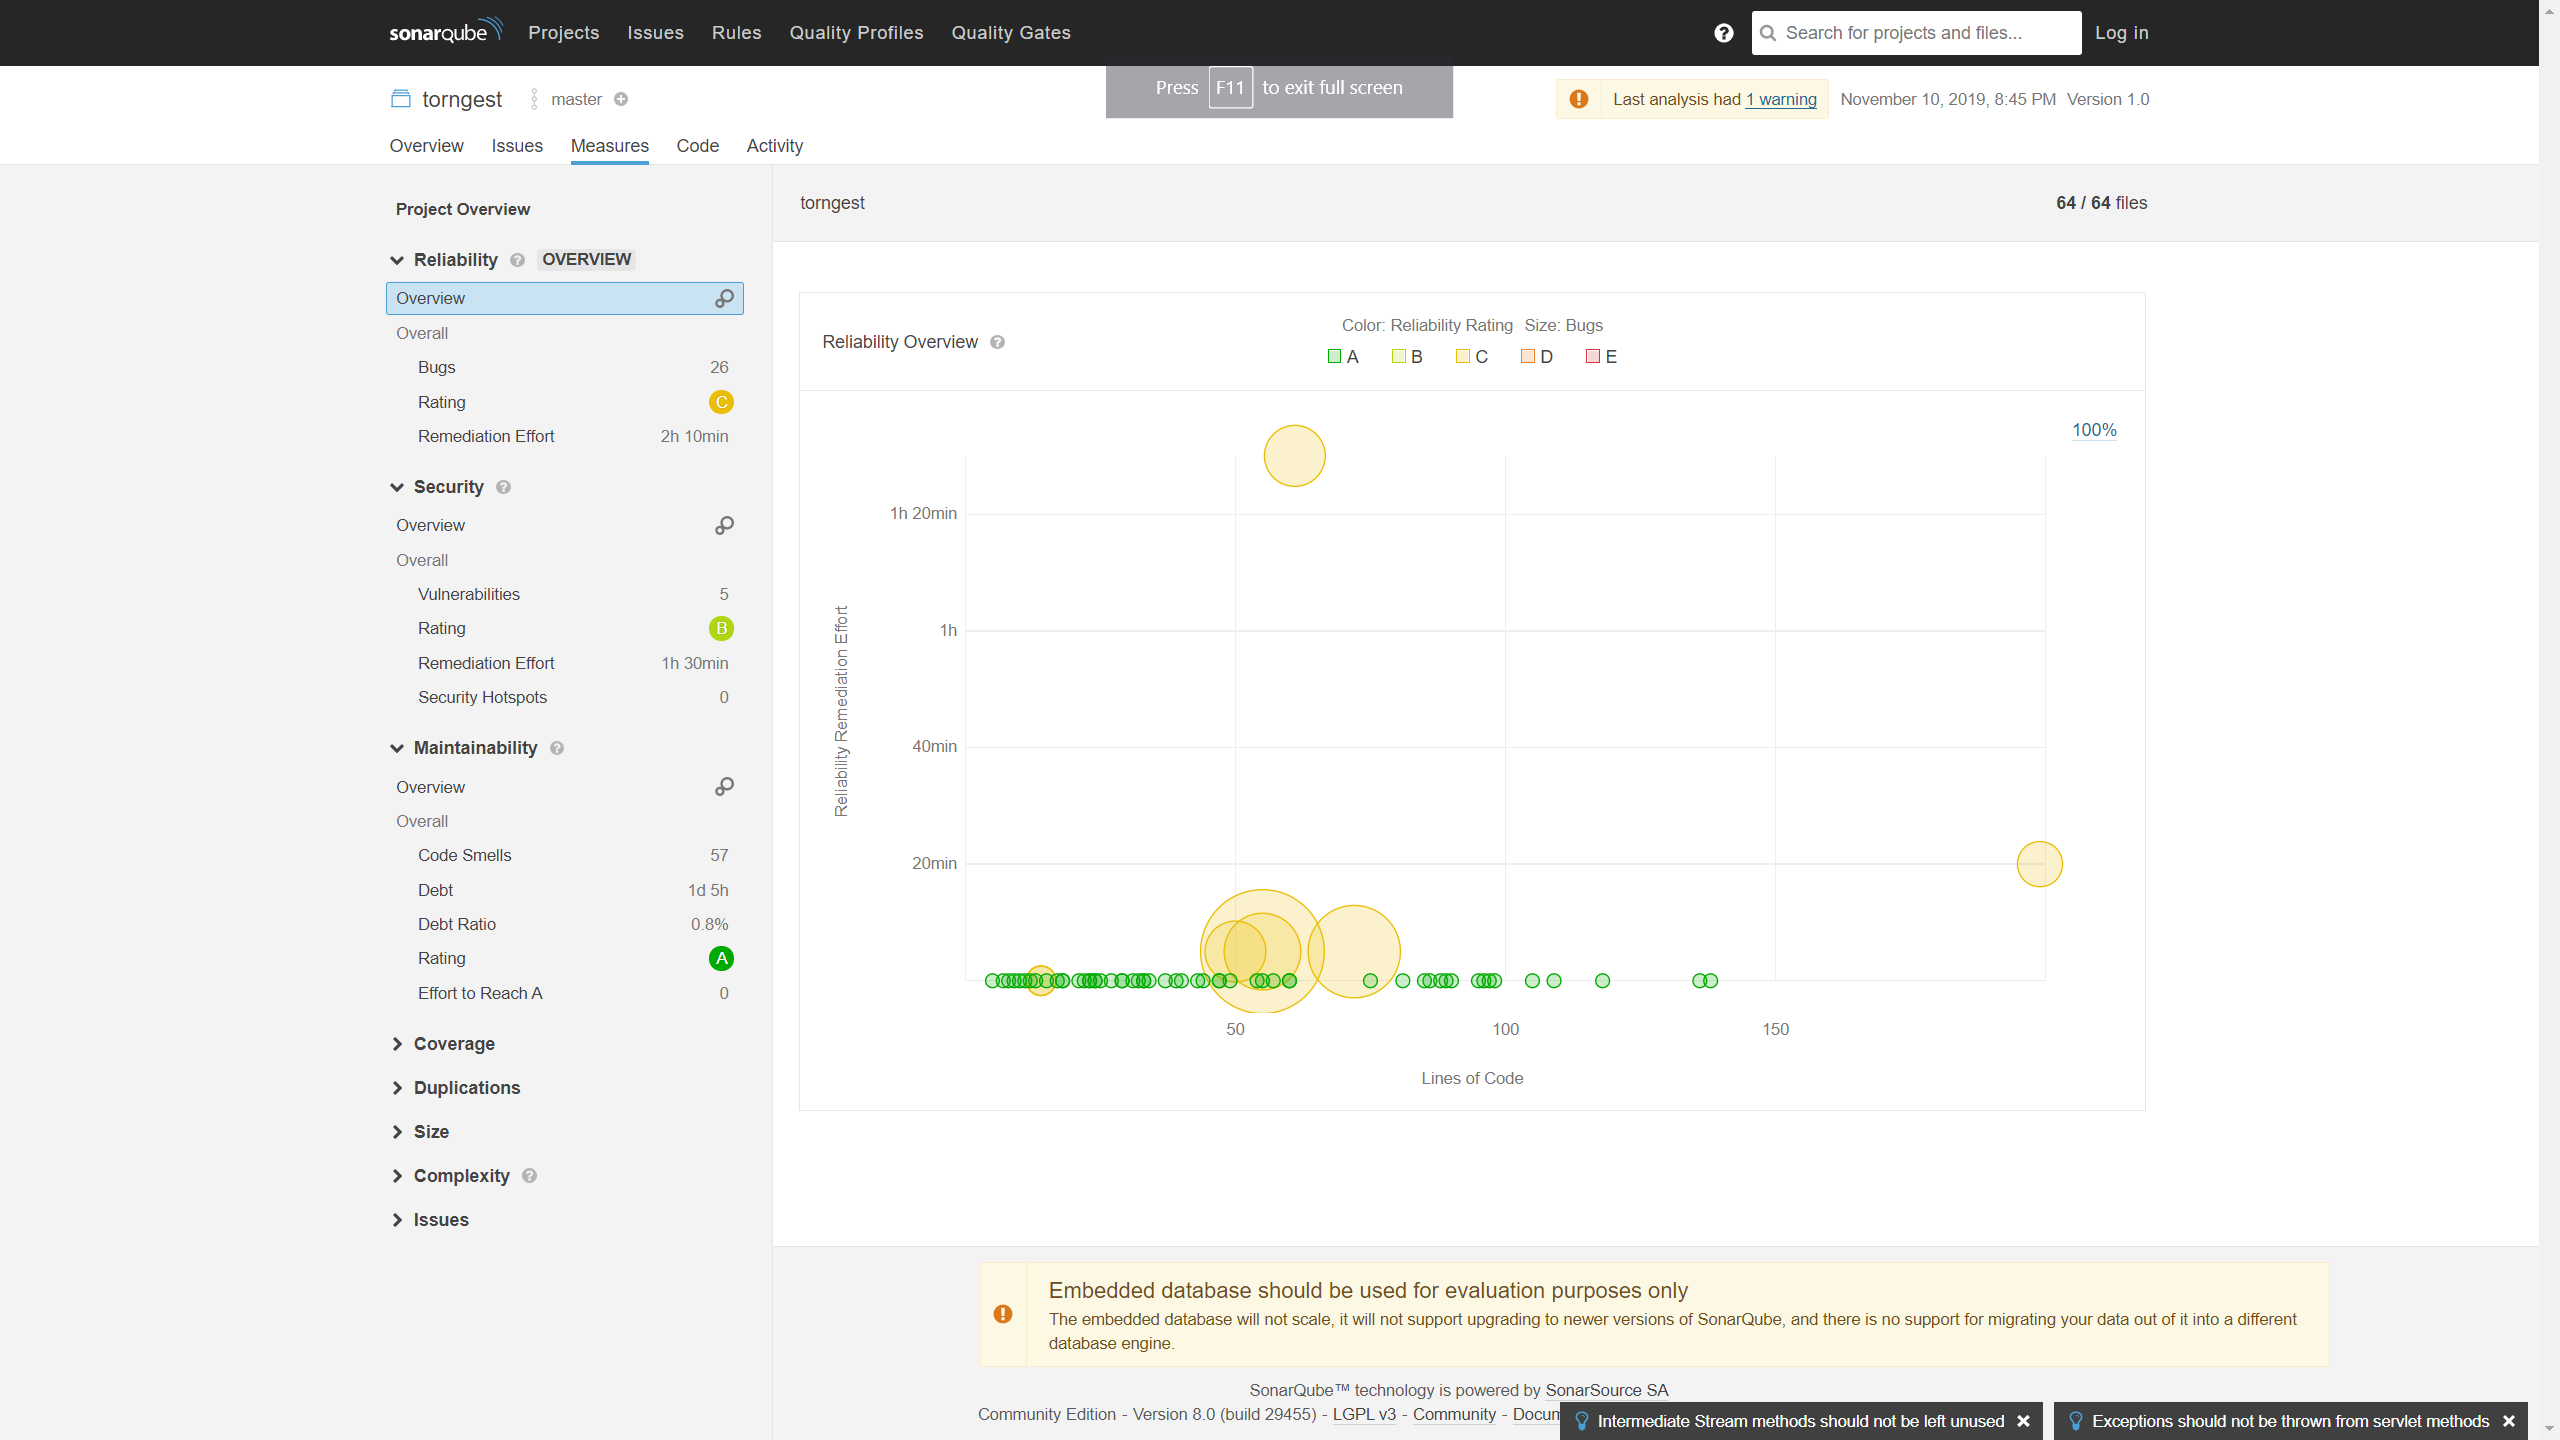 sonarqube Projects Issues Rules Quality Profiles Quality Gates Search for projects and files... Log in
Press F11 to exit full screen
torngest master Last analysis had 1 warning November 10, 2019, 8:45 PM Version 1.0
Overview Issues Measures Code Activity
Project Overview
Reliability OVERVIEW
Overview
Overall
Bugs 26
Rating C
Remediation Effort 2h 10min
Security
Overview
Overall
Vulnerabilities 5
Rating B
Remediation Effort 1h 30min
Security Hotspots 0
Maintainability
Overview
Overall
Code Smells 57
Debt 1d 5h
Debt Ratio 0.8%
Rating A
Effort to Reach A 0
Coverage
Duplications
Size
Complexity
Issues
torngest 64 / 64 files
Reliability Overview
Color: Reliability Rating Size: Bugs
A B C D E
100%
1h 20min
1h
40min
20min
Reliability Remediation Effort
50 100 150
Lines of Code
Embedded database should be used for evaluation purposes only
The embedded database will not scale, it will not support upgrading to newer versions of SonarQube, and there is no support for migrating your data out of it into a different
database engine.
SonarQube™ technology is powered by SonarSource SA
Community Edition - Version 8.0 (build 29455) - LGPL v3 - Community - Docum
Intermediate Stream methods should not be left unused
Exceptions should not be thrown from servlet methods